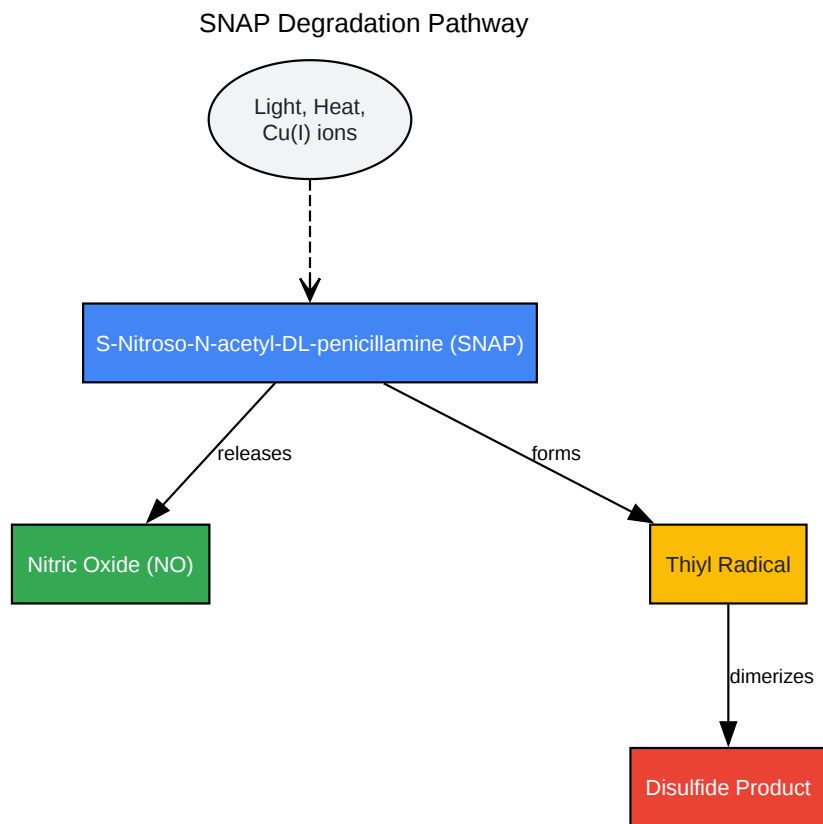 SNAP Degradation Pathway
Light, Heat,
Cu(I) ions
S-Nitroso-N-acetyl-DL-penicillamine (SNAP)
releases
forms
Nitric Oxide (NO)
Thiyl Radical
dimerizes
Disulfide Product